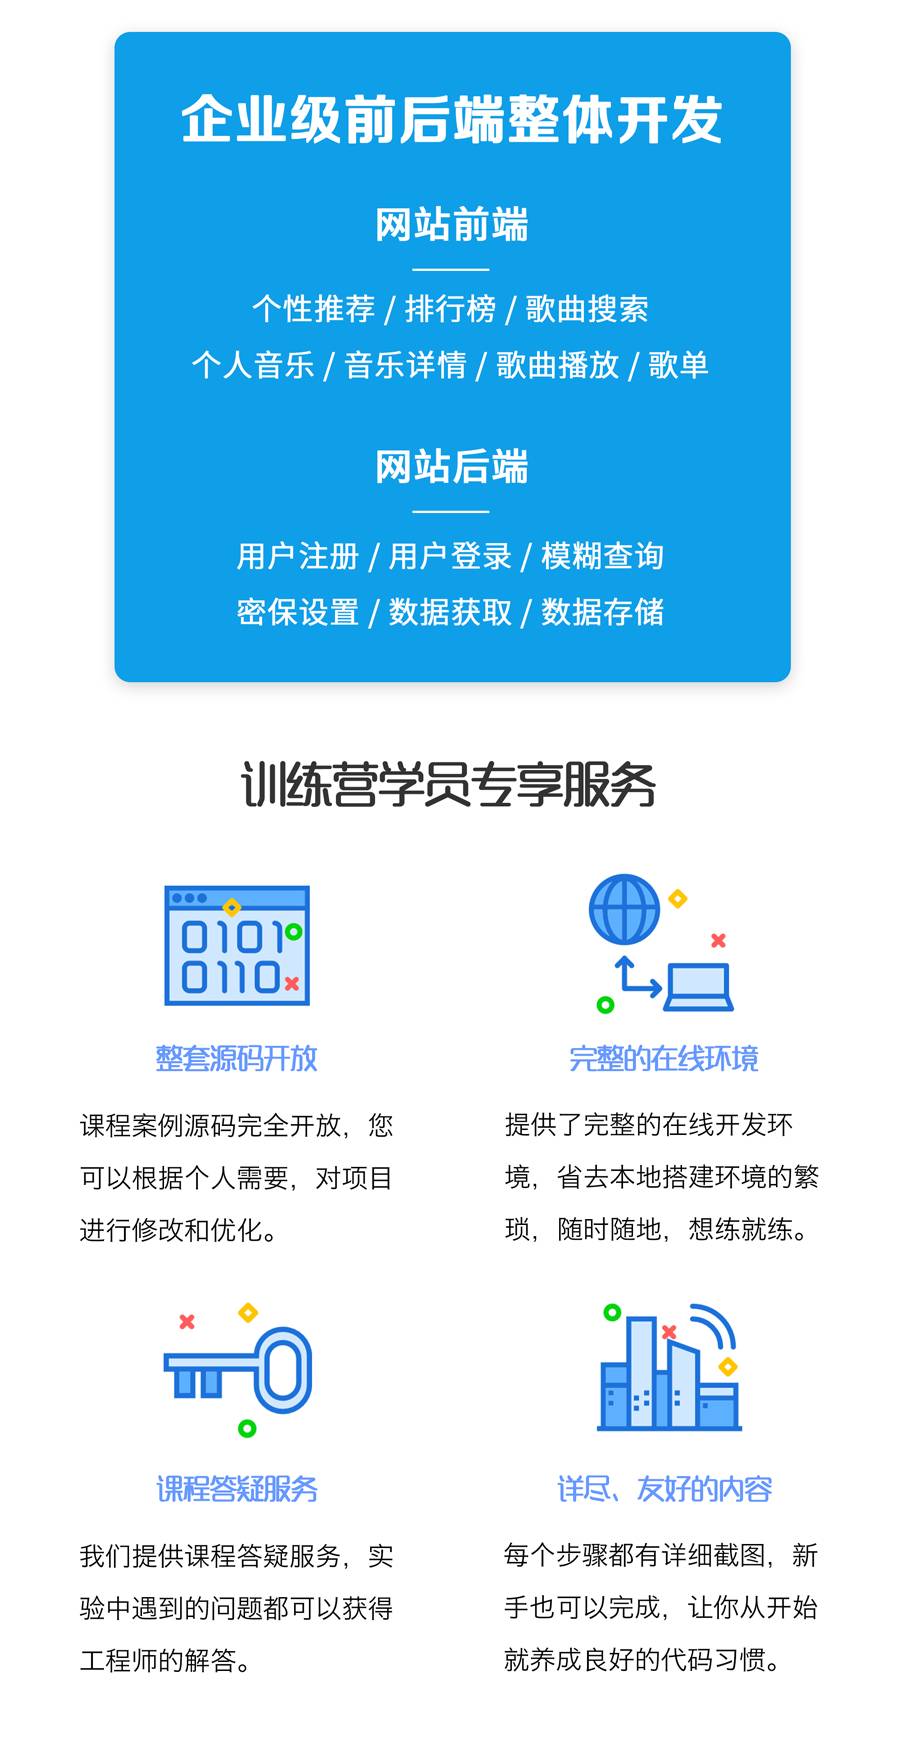 企业级前后端整体开发
网站前端
个性推荐 / 排行榜 / 歌曲搜索
个人音乐 / 音乐详情 / 歌曲播放 / 歌单
网站后端
用户注册 / 用户登录 / 模糊查询
密保设置 / 数据获取 / 数据存储
训练营学员专享服务
0101
0110
整套源码开放
课程案例源码完全开放，您
可以根据个人需要，对项目
进行修改和优化。
完整的在线环境
提供了完整的在线开发环
境，省去本地搭建环境的繁
琐，随时随地，想练就练。
课程答疑服务
我们提供课程答疑服务，实
验中遇到的问题都可以获得
工程师的解答。
详尽、友好的内容
每个步骤都有详细截图，新
手也可以完成，让你从开始
就养成良好的代码习惯。